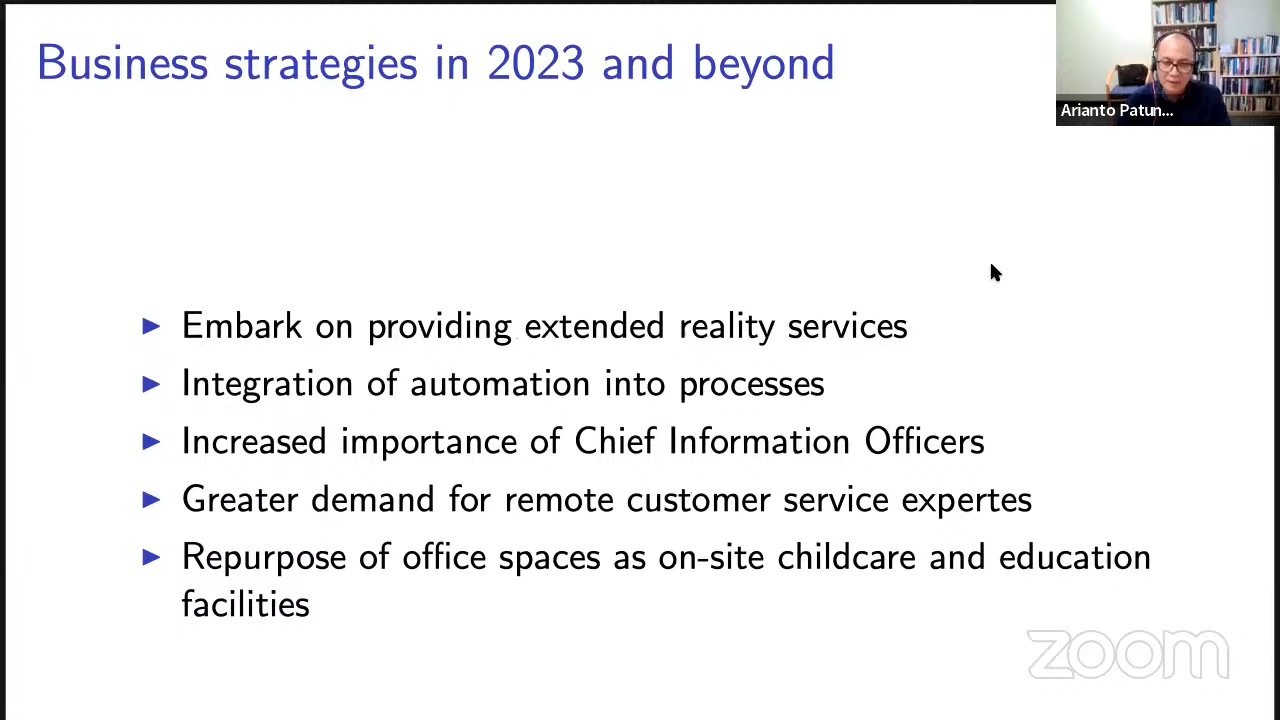 Business strategies in 2023 and beyond
Arianto Patun...
▶ Embark on providing extended reality services
▶ Integration of automation into processes
▶ Increased importance of Chief Information Officers
▶ Greater demand for remote customer service expertes
▶ Repurpose of office spaces as on-site childcare and education
facilities
zoom